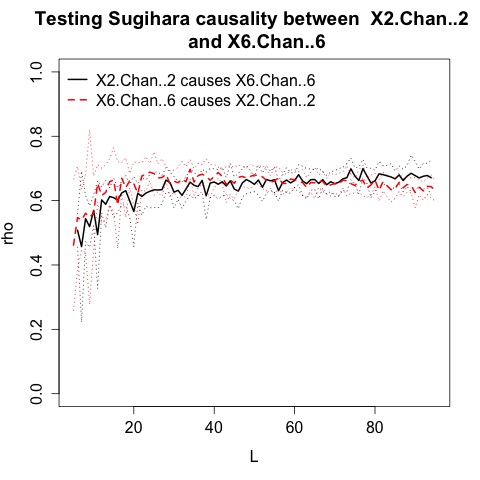 Testing Sugihara causality between  X2.Chan..2
and X6.Chan..6
X2.Chan..2 causes X6.Chan..6
X6.Chan..6 causes X2.Chan..2
1.0
0.8
0.6
0.4
0.2
0.0
rho
20
40
60
80
L